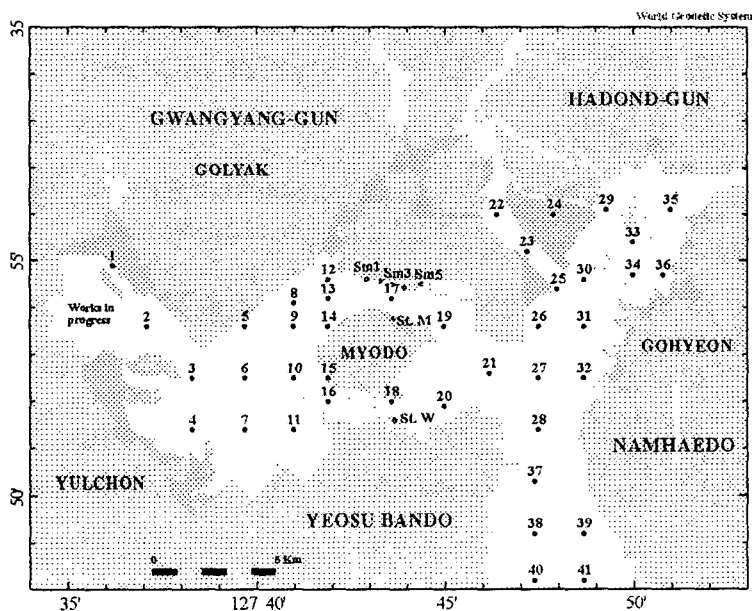 World Geodetic System
35
HADOND-GUN
GWANGYANG-GUN
GOLYAK
22 24 29 35
33
23
1 12 Sm1 Sm3 Sm5 30 34 36
8 13 17 25
Works in
progress
2 5 9 14 St. M 19 26 31
MYODO GOHYEON
3 6 10 15 21 27 32
16 18 20
4 7 11 St. W 28
NAMHAEDO
YULCHON 37
YEOSU BANDO
38 39
0 5 Km
40 41
55
50
35' 127 40' 45 50'